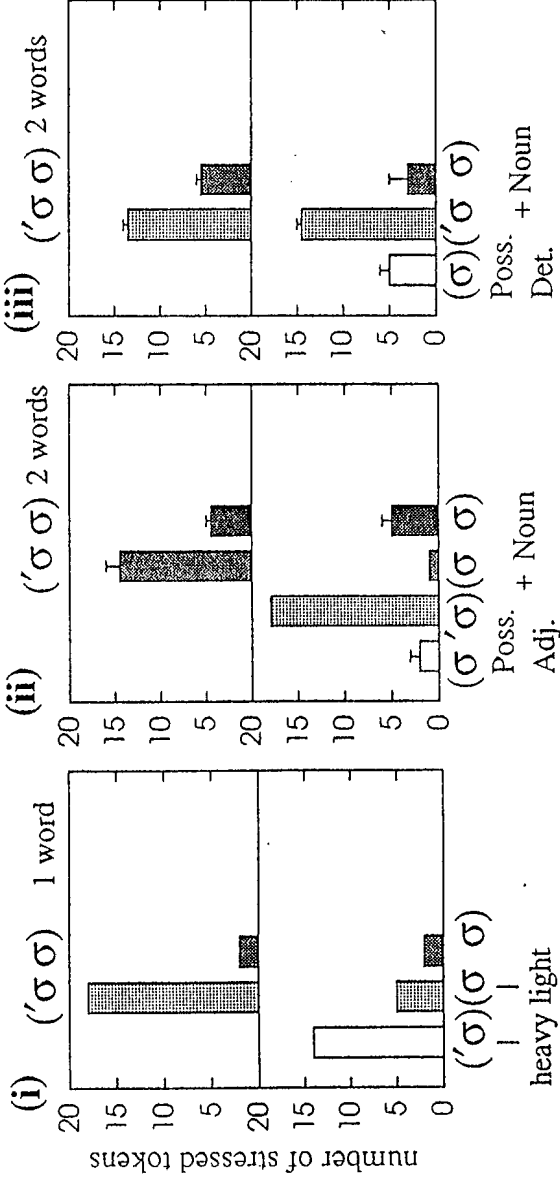 (i) ('σ σ) 1 word
20
15
10
5
20
15
10
5
0
number of stressed tokens
('σ)(σ σ)
heavy light
(ii) ('σ σ) 2 words
20
15
10
5
20
15
10
5
0
(σ 'σ)(σ σ)
Poss. + Noun
Adj.
(iii) ('σ σ) 2 words
20
15
10
5
20
15
10
5
0
(σ)('σ σ)
Poss. + Noun
Det.